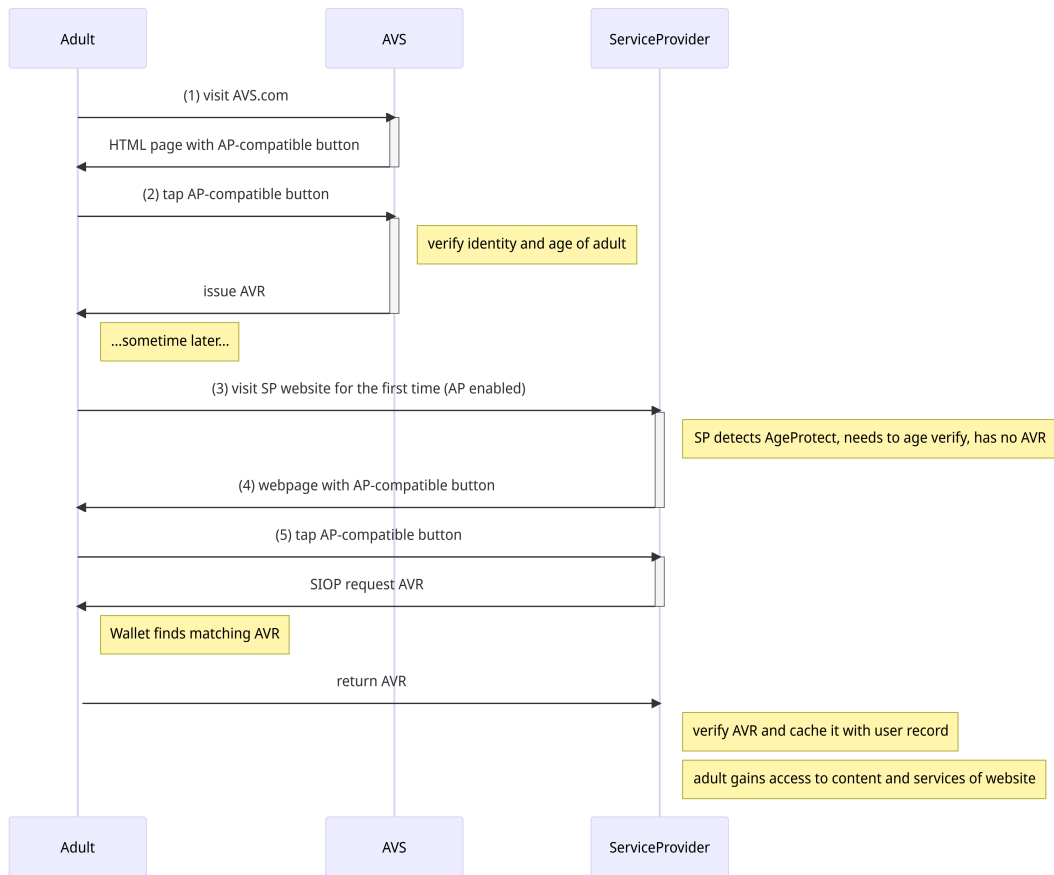 Adult
AVS
ServiceProvider
(1) visit AVS.com
HTML page with AP-compatible button
(2) tap AP-compatible button
verify identity and age of adult
issue AVR
...sometime later...
(3) visit SP website for the first time (AP enabled)
SP detects AgeProtect, needs to age verify, has no AVR
(4) webpage with AP-compatible button
(5) tap AP-compatible button
SIOP request AVR
Wallet finds matching AVR
return AVR
verify AVR and cache it with user record
adult gains access to content and services of website
Adult
AVS
ServiceProvider